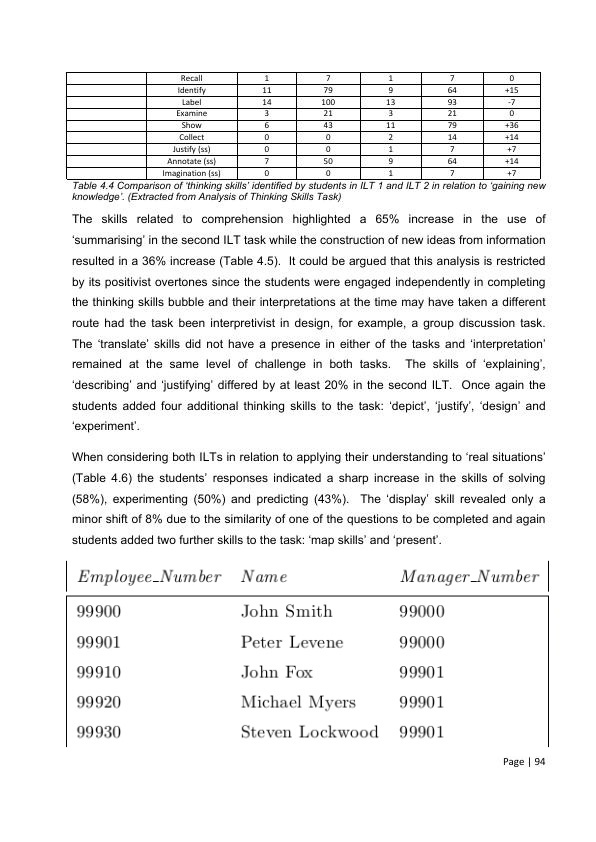 Recall 1 7 1 7 0
Identify 11 79 9 64 +15
Label 14 100 13 93 -7
Examine 3 21 3 21 0
Show 6 43 11 79 +36
Collect 0 0 2 14 +14
Justify (ss) 0 0 1 7 +7
Annotate (ss) 7 50 9 64 +14
Imagination (ss) 0 0 1 7 +7
Table 4.4 Comparison of ‘thinking skills’ identified by students in ILT 1 and ILT 2 in relation to ‘gaining new
knowledge’. (Extracted from Analysis of Thinking Skills Task)
The skills related to comprehension highlighted a 65% increase in the use of
‘summarising’ in the second ILT task while the construction of new ideas from information
resulted in a 36% increase (Table 4.5). It could be argued that this analysis is restricted
by its positivist overtones since the students were engaged independently in completing
the thinking skills bubble and their interpretations at the time may have taken a different
route had the task been interpretivist in design, for example, a group discussion task.
The ‘translate’ skills did not have a presence in either of the tasks and ‘interpretation’
remained at the same level of challenge in both tasks. The skills of ‘explaining’,
‘describing’ and ‘justifying’ differed by at least 20% in the second ILT. Once again the
students added four additional thinking skills to the task: ‘depict’, ‘justify’, ‘design’ and
‘experiment’.
When considering both ILTs in relation to applying their understanding to ‘real situations’
(Table 4.6) the students’ responses indicated a sharp increase in the skills of solving
(58%), experimenting (50%) and predicting (43%). The ‘display’ skill revealed only a
minor shift of 8% due to the similarity of one of the questions to be completed and again
students added two further skills to the task: ‘map skills’ and ‘present’.
Employee_Number Name Manager_Number
99900 John Smith 99000
99901 Peter Levene 99000
99910 John Fox 99901
99920 Michael Myers 99901
99930 Steven Lockwood 99901
Page | 94